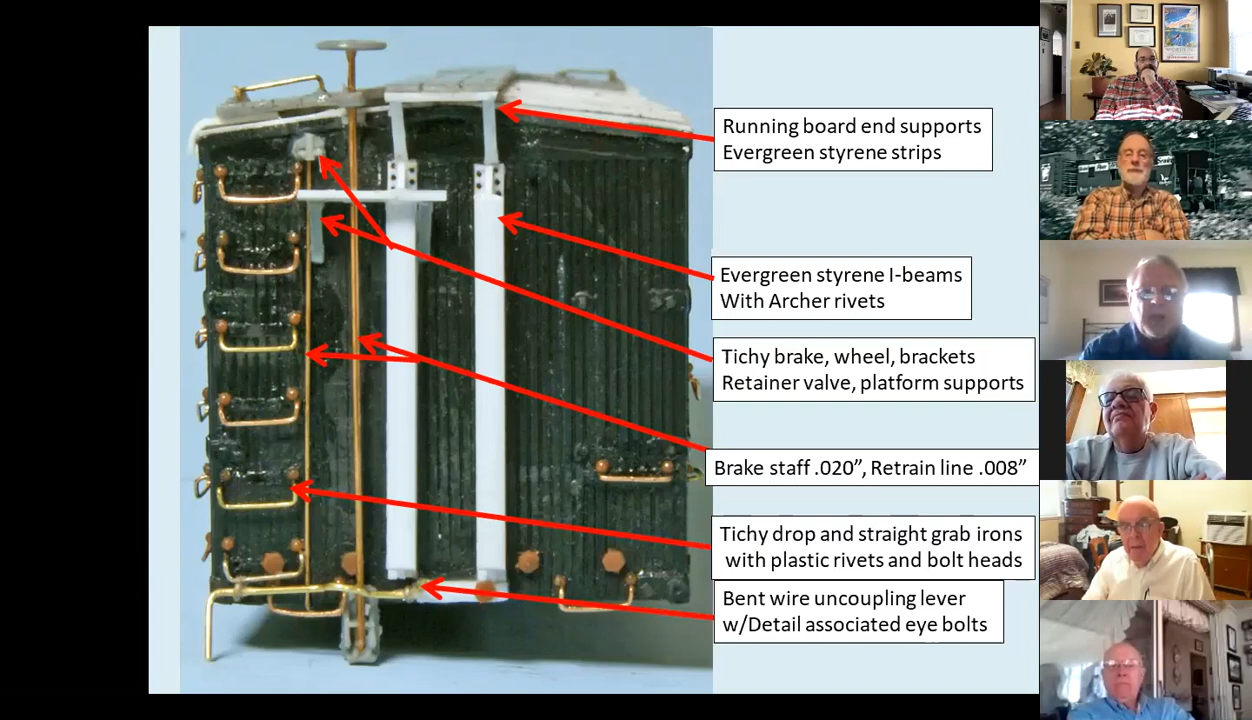 Running board end supports
Evergreen styrene strips
Evergreen styrene I-beams
With Archer rivets
Tichy brake, wheel, brackets
Retainer valve, platform supports
Brake staff .020”, Retrain line .008”
Tichy drop and straight grab irons
with plastic rivets and bolt heads
Bent wire uncoupling lever
w/Detail associated eye bolts